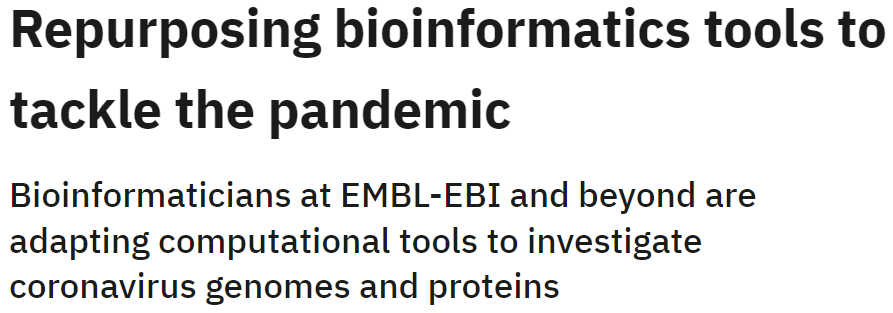 Repurposing bioinformatics tools to
tackle the pandemic
Bioinformaticians at EMBL-EBI and beyond are
adapting computational tools to investigate
coronavirus genomes and proteins